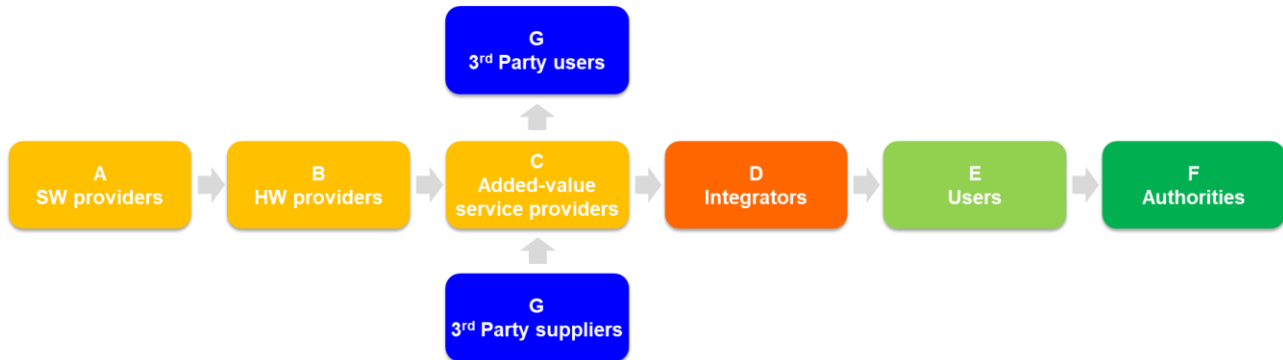 G
3rd Party users
A
SW providers
B
HW providers
C
Added-value
service providers
D
Integrators
E
Users
F
Authorities
G
3rd Party suppliers